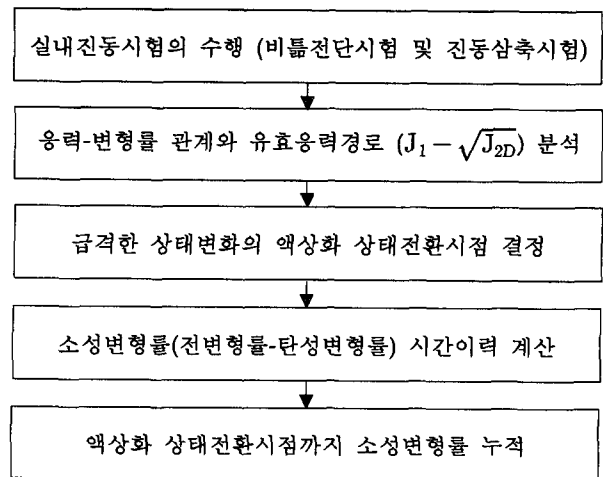 실내진동시험의 수행 (비틂전단시험 및 진동삼축시험)
응력-변형률 관계와 유효응력경로 (J₁ − √J₂D) 분석
급격한 상태변화의 액상화 상태전환시점 결정
소성변형률(전변형률-탄성변형률) 시간이력 계산
액상화 상태전환시점까지 소성변형률 누적